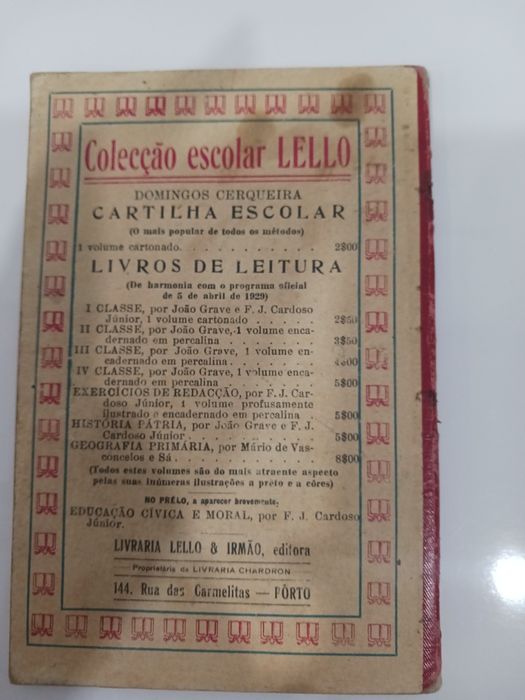 Colecção escolar LELLO
DOMINGOS CERQUEIRA
CARTILHA ESCOLAR
(O mais popular de todos os métodos)
1 volume cartonado. . . . . . . . . . . 2$00
LIVROS DE LEITURA
(De harmonia com o programa oficial
de 5 de abril de 1929)
I CLASSE, por João Grave e F. J. Cardoso
Júnior, 1 volume cartonado . . . . . 2$50
II CLASSE, por João Grave, 1 volume enca-
dernado em percalina . . . . . . 3$50
III CLASSE, por João Grave, 1 volume en-
cadernado em percalina . . . . . . 4$00
IV CLASSE, por João Grave, 1 volume enca-
dernado em percalina . . . . . . 5$00
EXERCÍCIOS DE REDACÇÃO, por F. J. Car-
doso Júnior, 1 volume profusamente
ilustrado e encadernado em percalina . 5$00
HISTÓRIA PÁTRIA, por João Grave e F. J.
Cardoso Júnior . . . . . . . . . 5$00
GEOGRAFIA PRIMÁRIA, por Mário de Vas-
concelos e Sá . . . . . . . . . . 8$00
(Todos estes volumes são do mais atraente aspecto
pelas suas inúmeras ilustrações a prêto e a côres)
NO PRÉLO, a aparecer brevemente:
EDUCAÇÃO CÍVICA E MORAL, por F. J. Cardoso
Júnior.
LIVRARIA LELLO & IRMÃO, editora
Proprietária da LIVRARIA CHARDRON
144, Rua das Carmelitas — PÔRTO